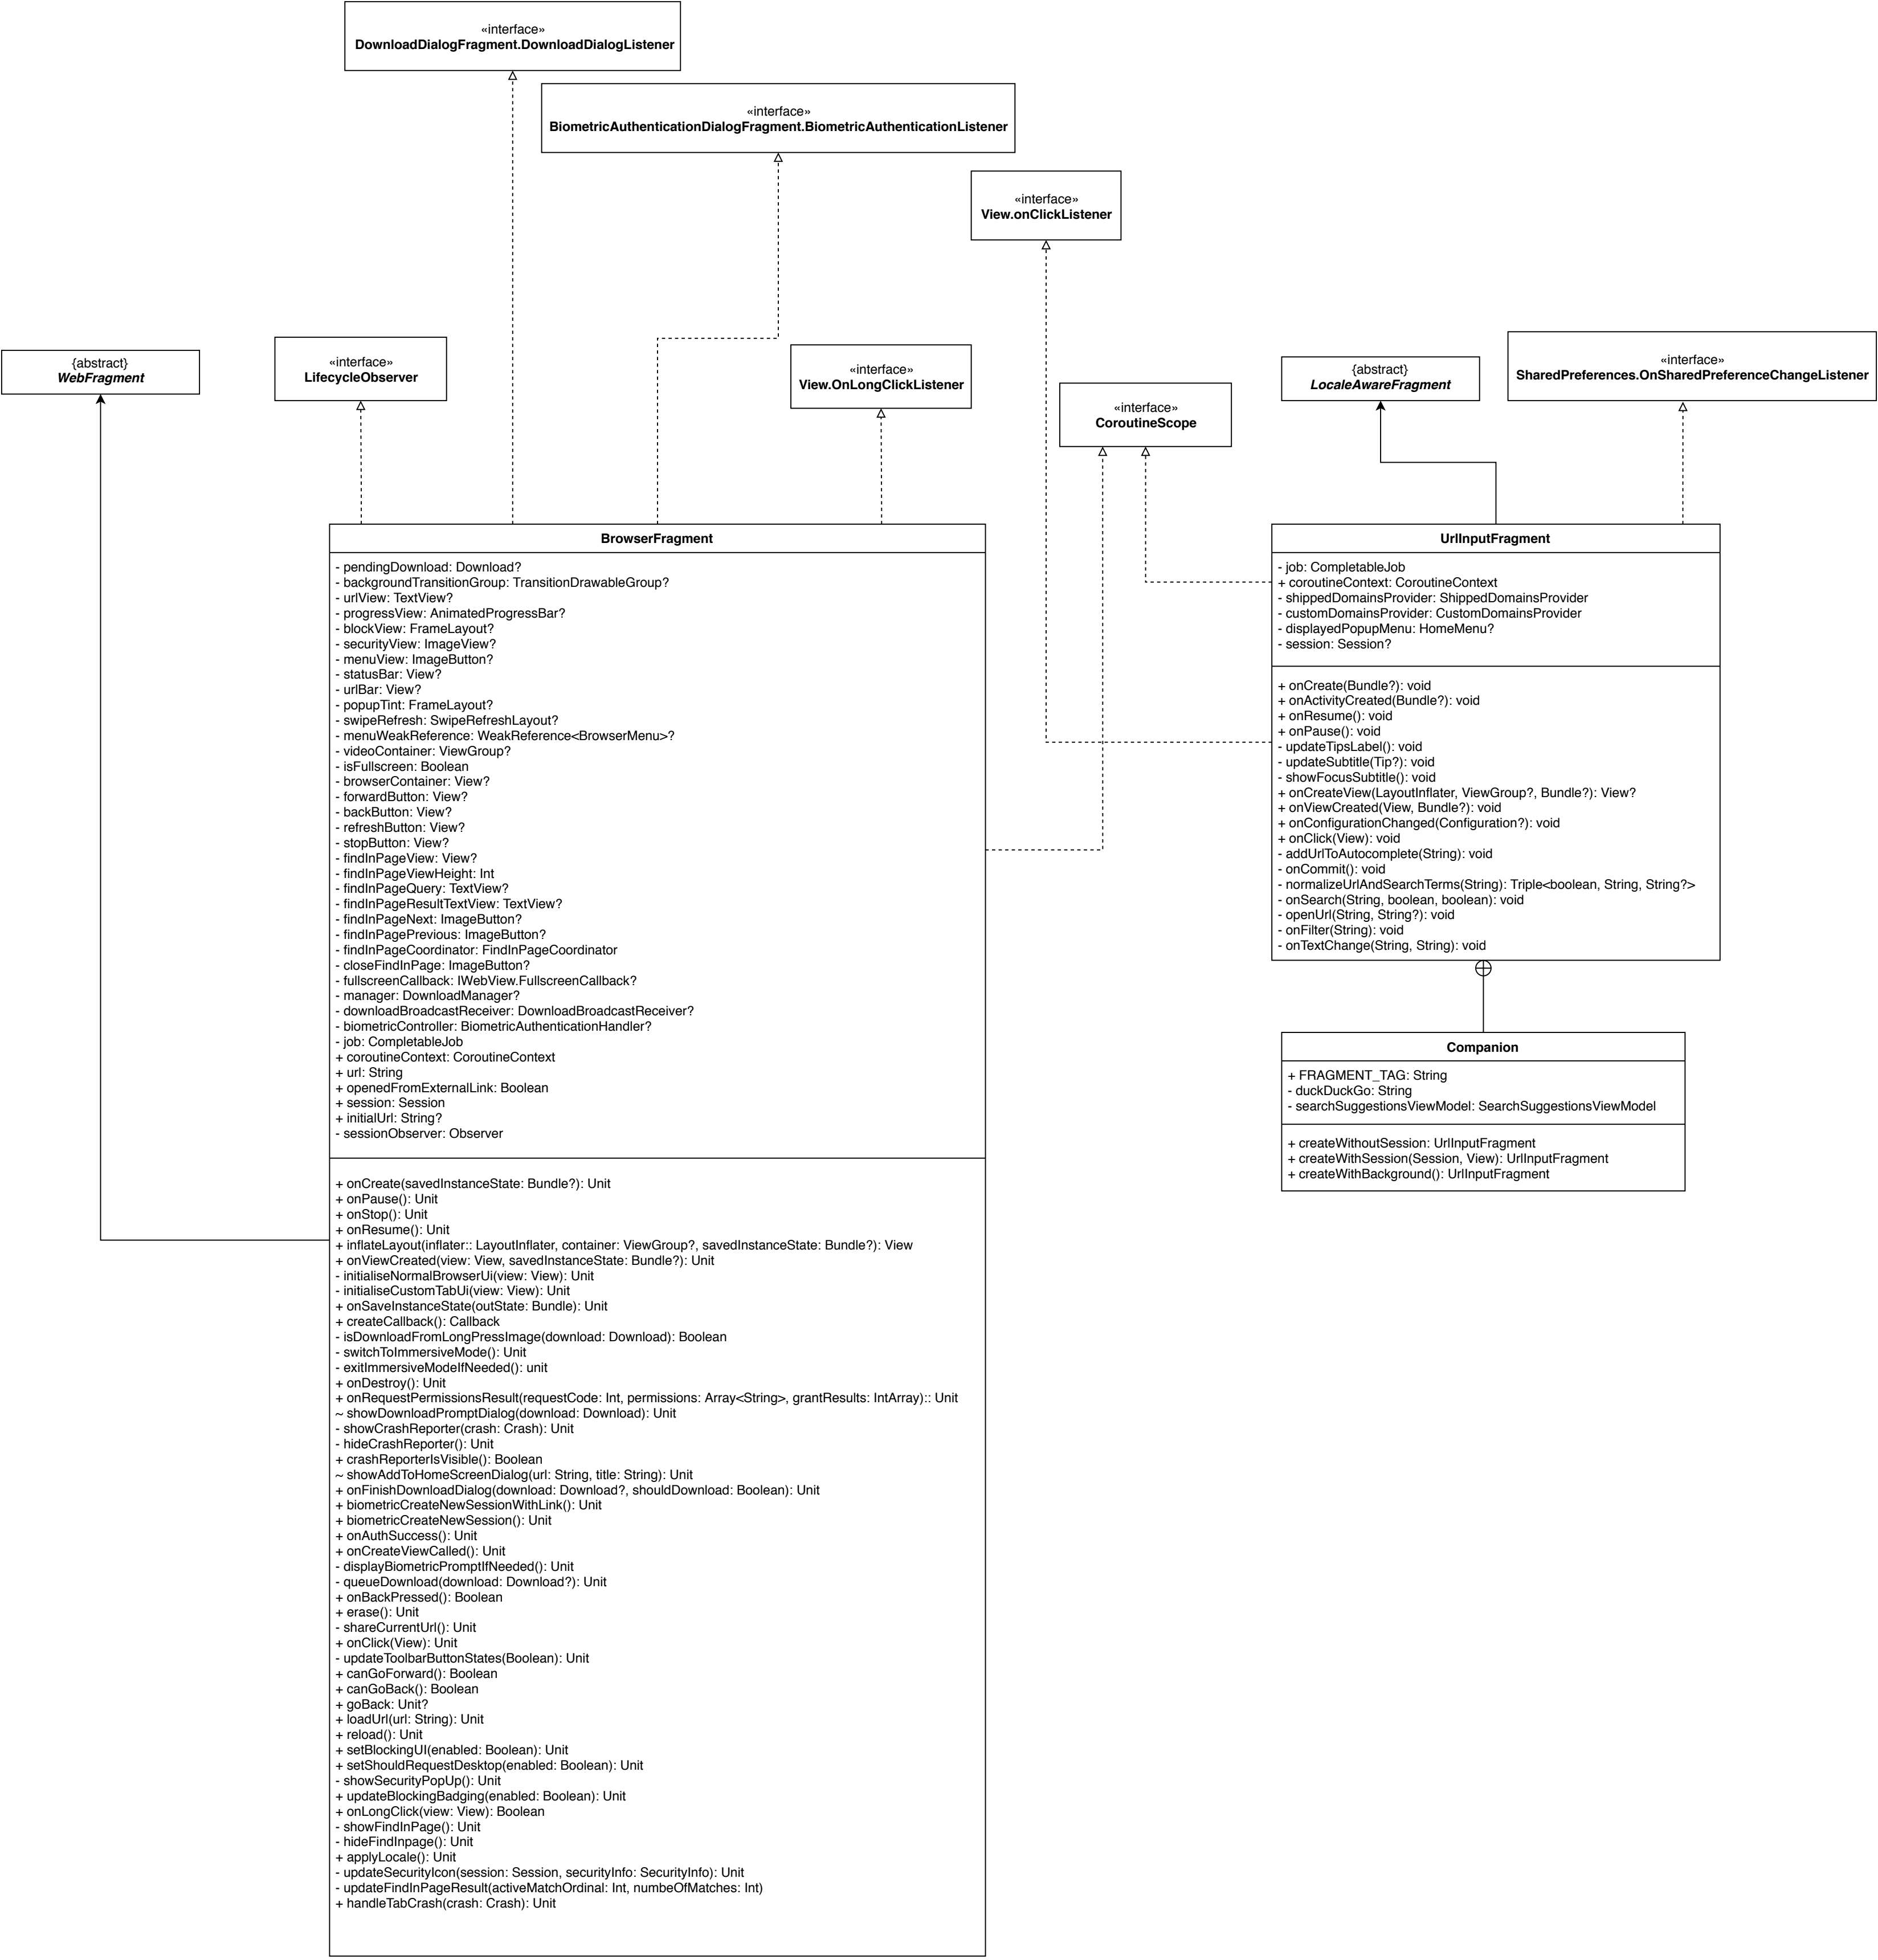 «interface»
DownloadDialogFragment.DownloadDialogListener
«interface»
BiometricAuthenticationDialogFragment.BiometricAuthenticationListener
«interface»
View.onClickListener
{abstract}
WebFragment
«interface»
LifecycleObserver
«interface»
View.OnLongClickListener
«interface»
CoroutineScope
{abstract}
LocaleAwareFragment
«interface»
SharedPreferences.OnSharedPreferenceChangeListener
BrowserFragment
- pendingDownload: Download?
- backgroundTransitionGroup: TransitionDrawableGroup?
- urlView: TextView?
- progressView: AnimatedProgressBar?
- blockView: FrameLayout?
- securityView: ImageView?
- menuView: ImageButton?
- statusBar: View?
- urlBar: View?
- popupTint: FrameLayout?
- swipeRefresh: SwipeRefreshLayout?
- menuWeakReference: WeakReference<BrowserMenu>?
- videoContainer: ViewGroup?
- isFullscreen: Boolean
- browserContainer: View?
- forwardButton: View?
- backButton: View?
- refreshButton: View?
- stopButton: View?
- findInPageView: View?
- findInPageViewHeight: Int
- findInPageQuery: TextView?
- findInPageResultTextView: TextView?
- findInPageNext: ImageButton?
- findInPagePrevious: ImageButton?
- findInPageCoordinator: FindInPageCoordinator
- closeFindInPage: ImageButton?
- fullscreenCallback: IWebView.FullscreenCallback?
- manager: DownloadManager?
- downloadBroadcastReceiver: DownloadBroadcastReceiver?
- biometricController: BiometricAuthenticationHandler?
- job: CompletableJob
+ coroutineContext: CoroutineContext
+ url: String
+ openedFromExternalLink: Boolean
+ session: Session
+ initialUrl: String?
- sessionObserver: Observer
+ onCreate(savedInstanceState: Bundle?): Unit
+ onPause(): Unit
+ onStop(): Unit
+ onResume(): Unit
+ inflateLayout(inflater:: LayoutInflater, container: ViewGroup?, savedInstanceState: Bundle?): View
+ onViewCreated(view: View, savedInstanceState: Bundle?): Unit
- initialiseNormalBrowserUi(view: View): Unit
- initialiseCustomTabUi(view: View): Unit
+ onSaveInstanceState(outState: Bundle): Unit
+ createCallback(): Callback
- isDownloadFromLongPressImage(download: Download): Boolean
- switchToImmersiveMode(): Unit
- exitImmersiveModeIfNeeded(): unit
+ onDestroy(): Unit
+ onRequestPermissionsResult(requestCode: Int, permissions: Array<String>, grantResults: IntArray):: Unit
~ showDownloadPromptDialog(download: Download): Unit
- showCrashReporter(crash: Crash): Unit
- hideCrashReporter(): Unit
+ crashReporterIsVisible(): Boolean
~ showAddToHomeScreenDialog(url: String, title: String): Unit
+ onFinishDownloadDialog(download: Download?, shouldDownload: Boolean): Unit
+ biometricCreateNewSessionWithLink(): Unit
+ biometricCreateNewSession(): Unit
+ onAuthSuccess(): Unit
+ onCreateViewCalled(): Unit
- displayBiometricPromptIfNeeded(): Unit
- queueDownload(download: Download?): Unit
+ onBackPressed(): Boolean
+ erase(): Unit
- shareCurrentUrl(): Unit
+ onClick(View): Unit
- updateToolbarButtonStates(Boolean): Unit
+ canGoForward(): Boolean
+ canGoBack(): Boolean
+ goBack: Unit?
+ loadUrl(url: String): Unit
+ reload(): Unit
+ setBlockingUI(enabled: Boolean): Unit
+ setShouldRequestDesktop(enabled: Boolean): Unit
- showSecurityPopUp(): Unit
+ updateBlockingBadging(enabled: Boolean): Unit
+ onLongClick(view: View): Boolean
- showFindInPage(): Unit
- hideFindInpage(): Unit
+ applyLocale(): Unit
- updateSecurityIcon(session: Session, securityInfo: SecurityInfo): Unit
- updateFindInPageResult(activeMatchOrdinal: Int, numbeOfMatches: Int)
+ handleTabCrash(crash: Crash): Unit
UrlInputFragment
- job: CompletableJob
+ coroutineContext: CoroutineContext
- shippedDomainsProvider: ShippedDomainsProvider
- customDomainsProvider: CustomDomainsProvider
- displayedPopupMenu: HomeMenu?
- session: Session?
+ onCreate(Bundle?): void
+ onActivityCreated(Bundle?): void
+ onResume(): void
+ onPause(): void
- updateTipsLabel(): void
- updateSubtitle(Tip?): void
- showFocusSubtitle(): void
+ onCreateView(LayoutInflater, ViewGroup?, Bundle?): View?
+ onViewCreated(View, Bundle?): void
+ onConfigurationChanged(Configuration?): void
+ onClick(View): void
- addUrlToAutocomplete(String): void
- onCommit(): void
- normalizeUrlAndSearchTerms(String): Triple<boolean, String, String?>
- onSearch(String, boolean, boolean): void
- openUrl(String, String?): void
- onFilter(String): void
- onTextChange(String, String): void
Companion
+ FRAGMENT_TAG: String
- duckDuckGo: String
- searchSuggestionsViewModel: SearchSuggestionsViewModel
+ createWithoutSession: UrlInputFragment
+ createWithSession(Session, View): UrlInputFragment
+ createWithBackground(): UrlInputFragment